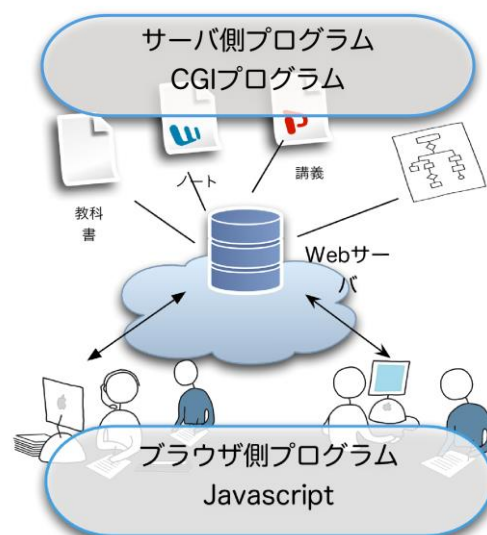 サーバ側プログラム
CGIプログラム
ノート
講義
教科
書
Webサー
バ
ブラウザ側プログラム
Javascript